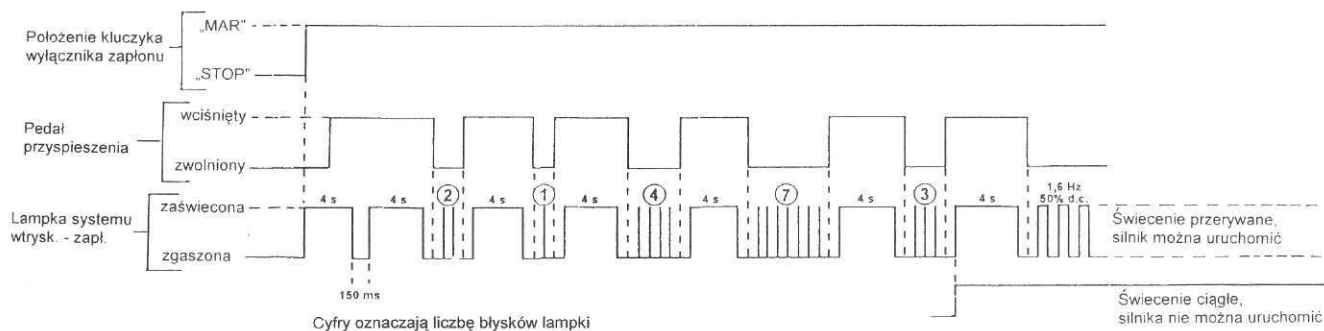 Położenie kluczyka
wyłącznika zapłonu
„MAR"
„STOP"
Pedał
przyspieszenia
wciśnięty
zwolniony
Lampka systemu
wtrysk. - zapł.
zaświecona
zgaszona
4 s
4 s
2
4 s
1
4 s
4
4 s
7
4 s
3
4 s
1,6 Hz
50% d.c.
150 ms
Świecenie przerywane,
silnik można uruchomić
Świecenie ciągłe,
silnika nie można uruchomić
Cyfry oznaczają liczbę błysków lampki